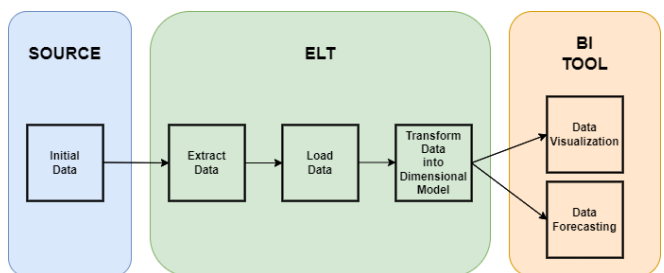 SOURCE
Initial
Data
ELT
Extract
Data
Load
Data
Transform
Data
into
Dimensional
Model
BI
TOOL
Data
Visualization
Data
Forecasting